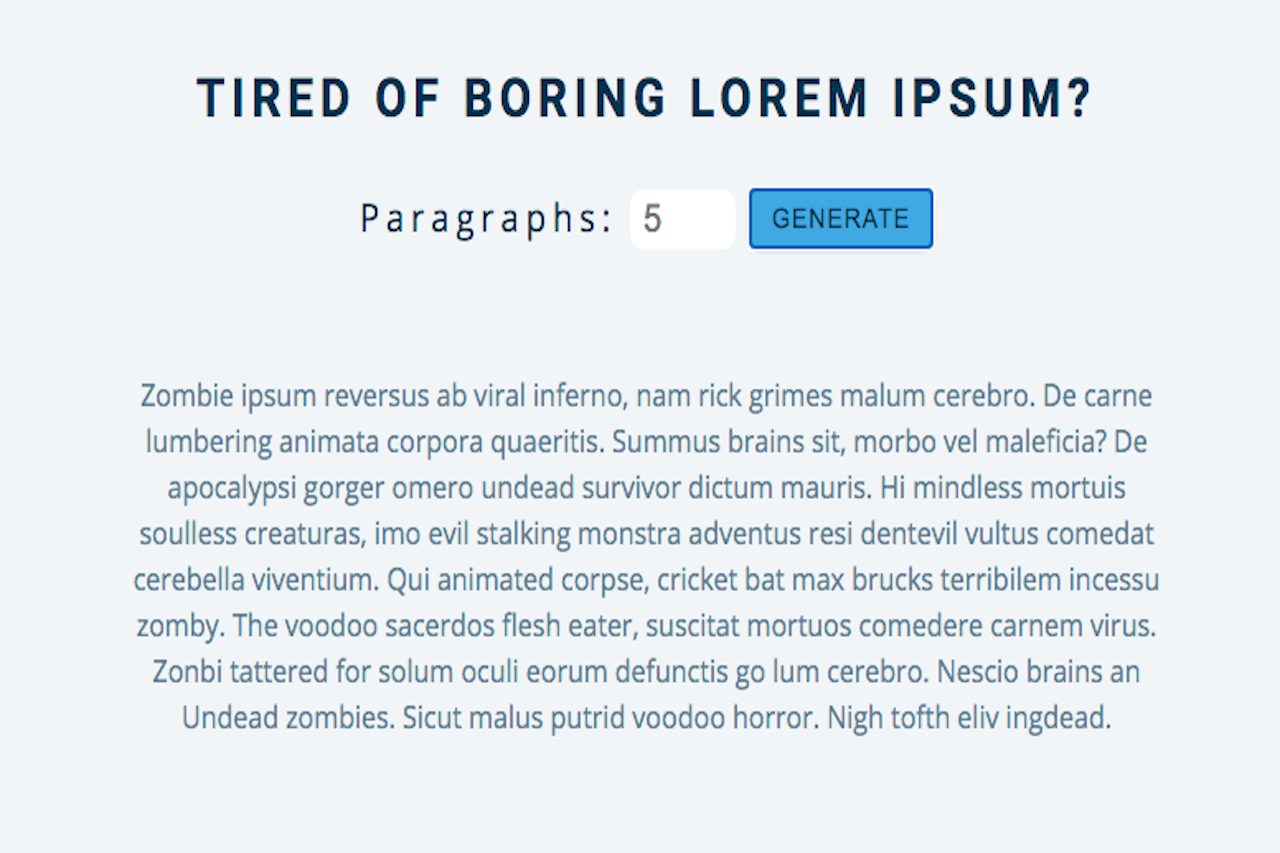 TIRED OF BORING LOREM IPSUM?
Paragraphs: 5 GENERATE
Zombie ipsum reversus ab viral inferno, nam rick grimes malum cerebro. De carne
lumbering animata corpora quaeritis. Summus brains sit, morbo vel maleficia? De
apocalypsi gorger omero undead survivor dictum mauris. Hi mindless mortuis
soulless creaturas, imo evil stalking monstra adventus resi dentevil vultus comedat
cerebella viventium. Qui animated corpse, cricket bat max brucks terribilem incessu
zomby. The voodoo sacerdos flesh eater, suscitat mortuos comedere carnem virus.
Zonbi tattered for solum oculi eorum defunctis go lum cerebro. Nescio brains an
Undead zombies. Sicut malus putrid voodoo horror. Nigh tofth eliv ingdead.